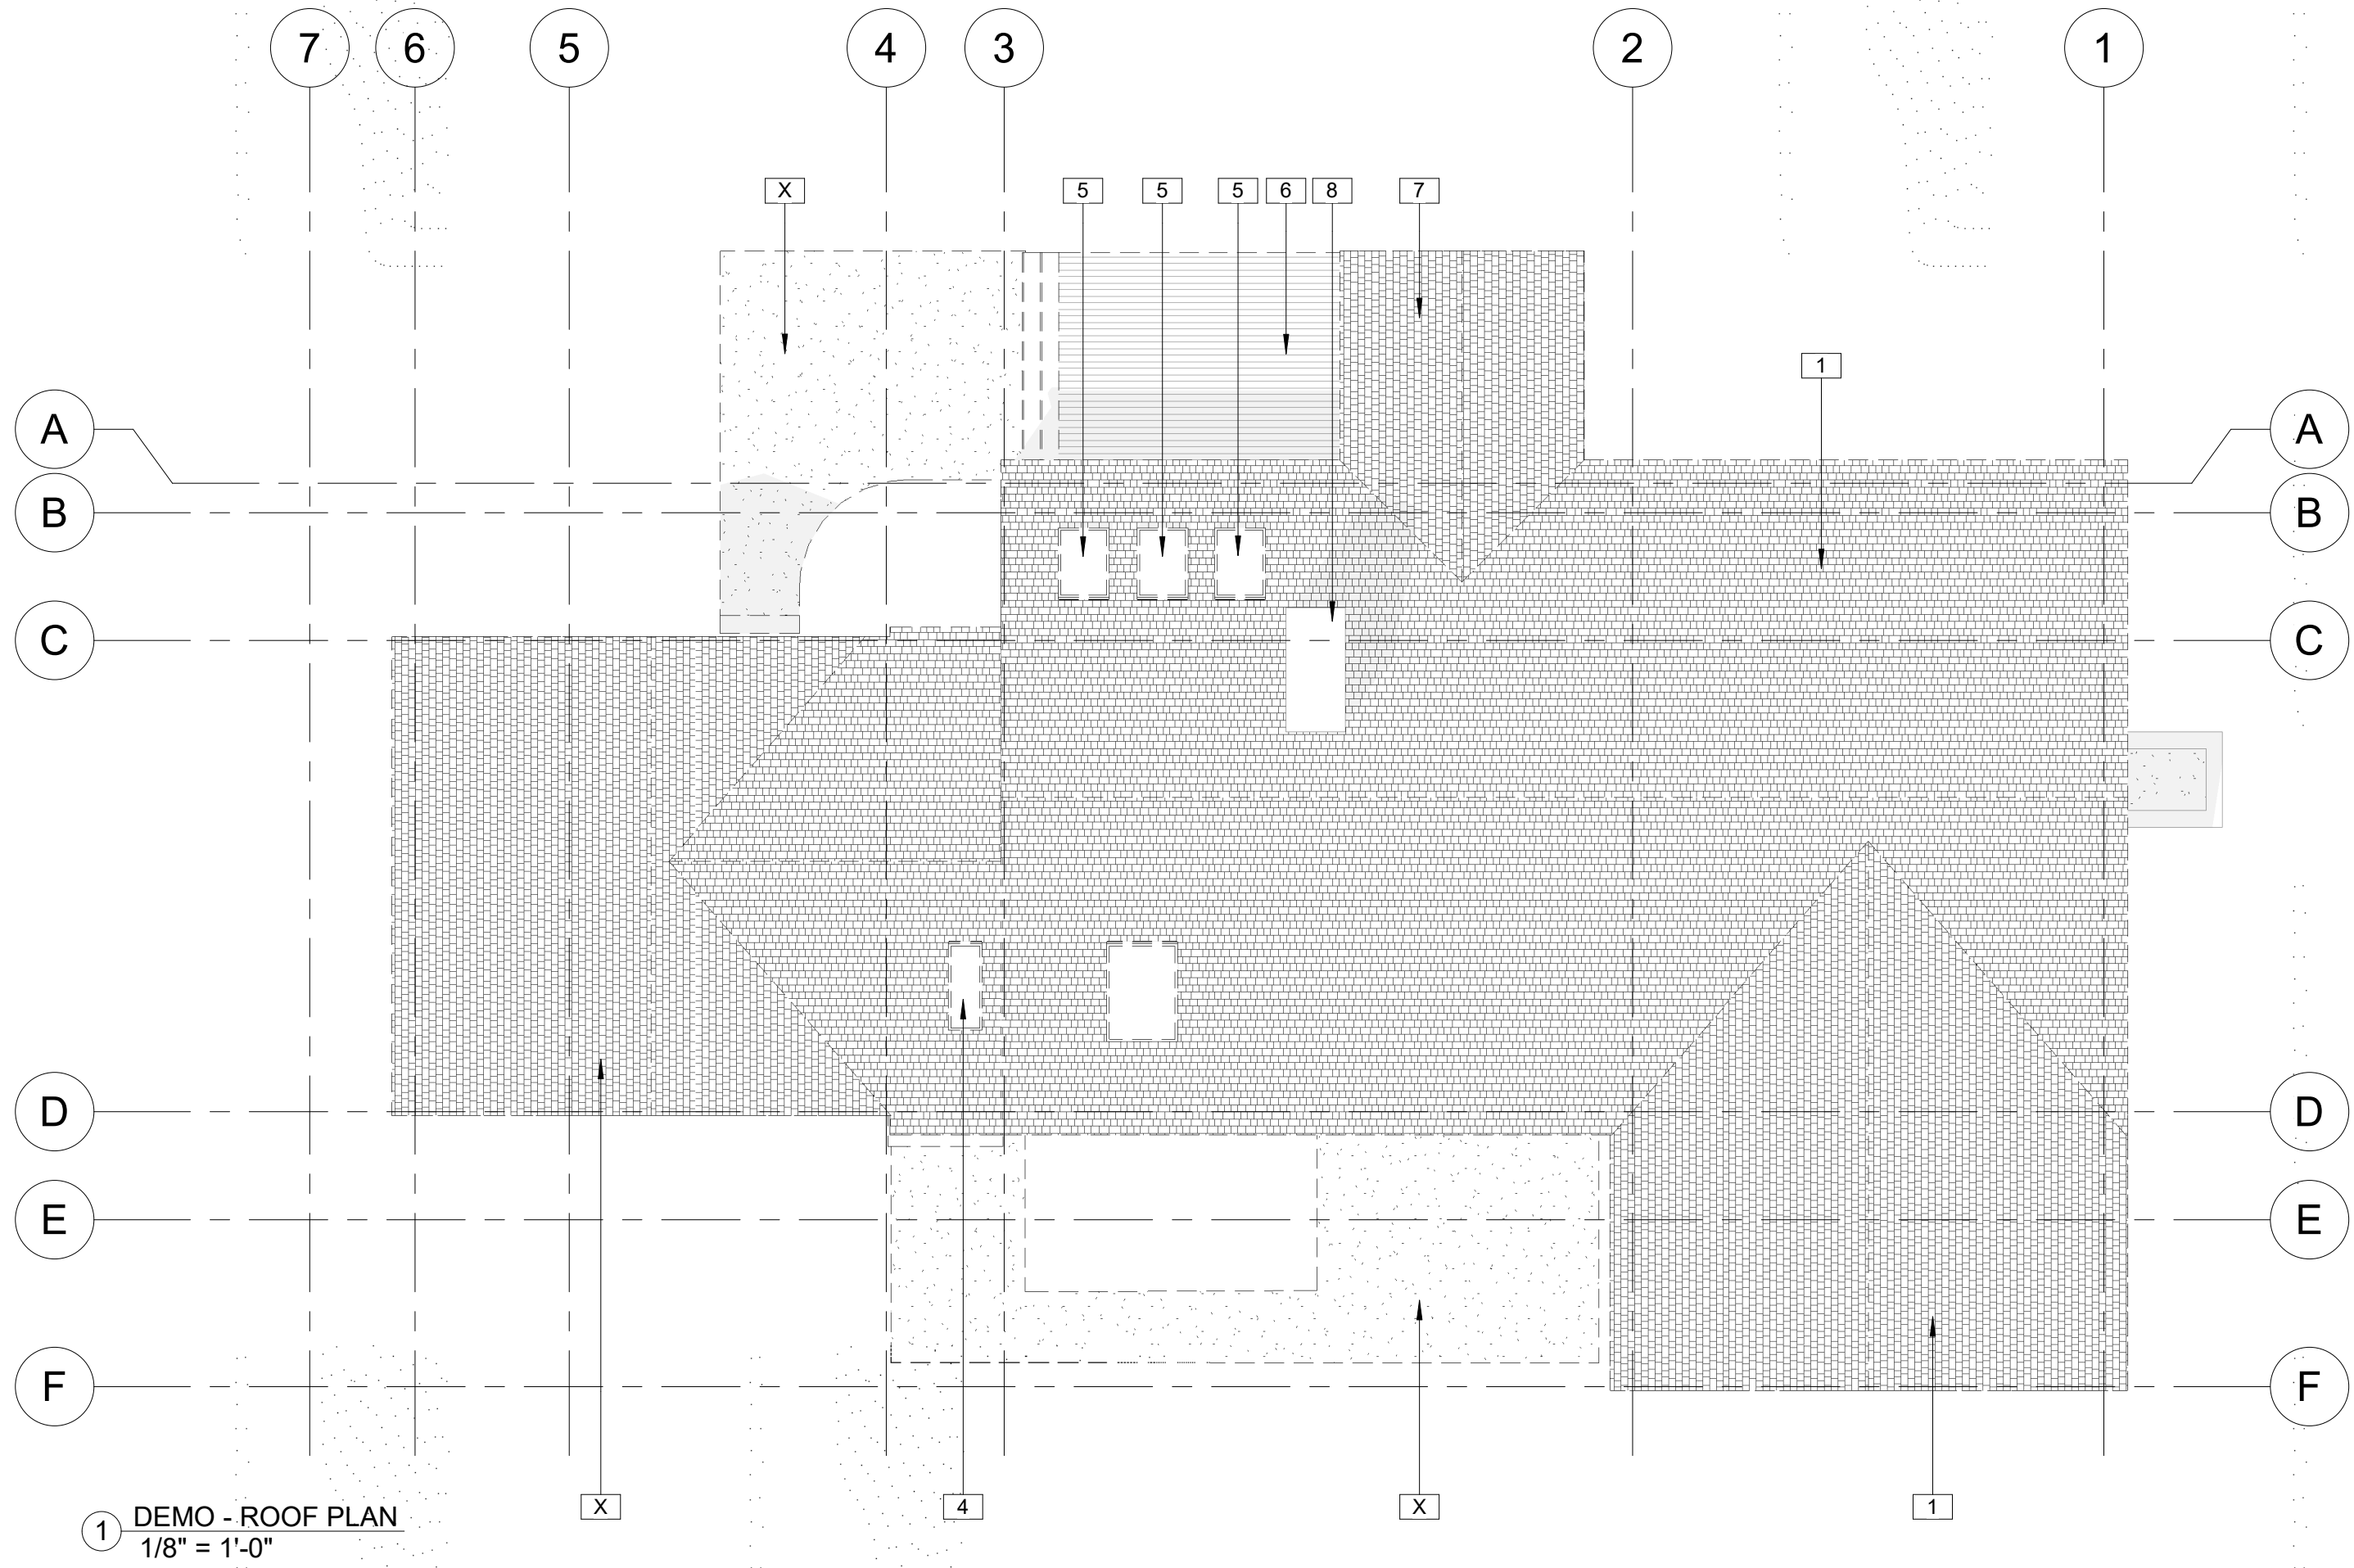 7 6 5 4 3 2 1
X 5 5 5 6 8 7
1
A A
B B
C C
D D
E E
F F
X 4 X 1
1 DEMO - ROOF PLAN
1/8" = 1'-0"